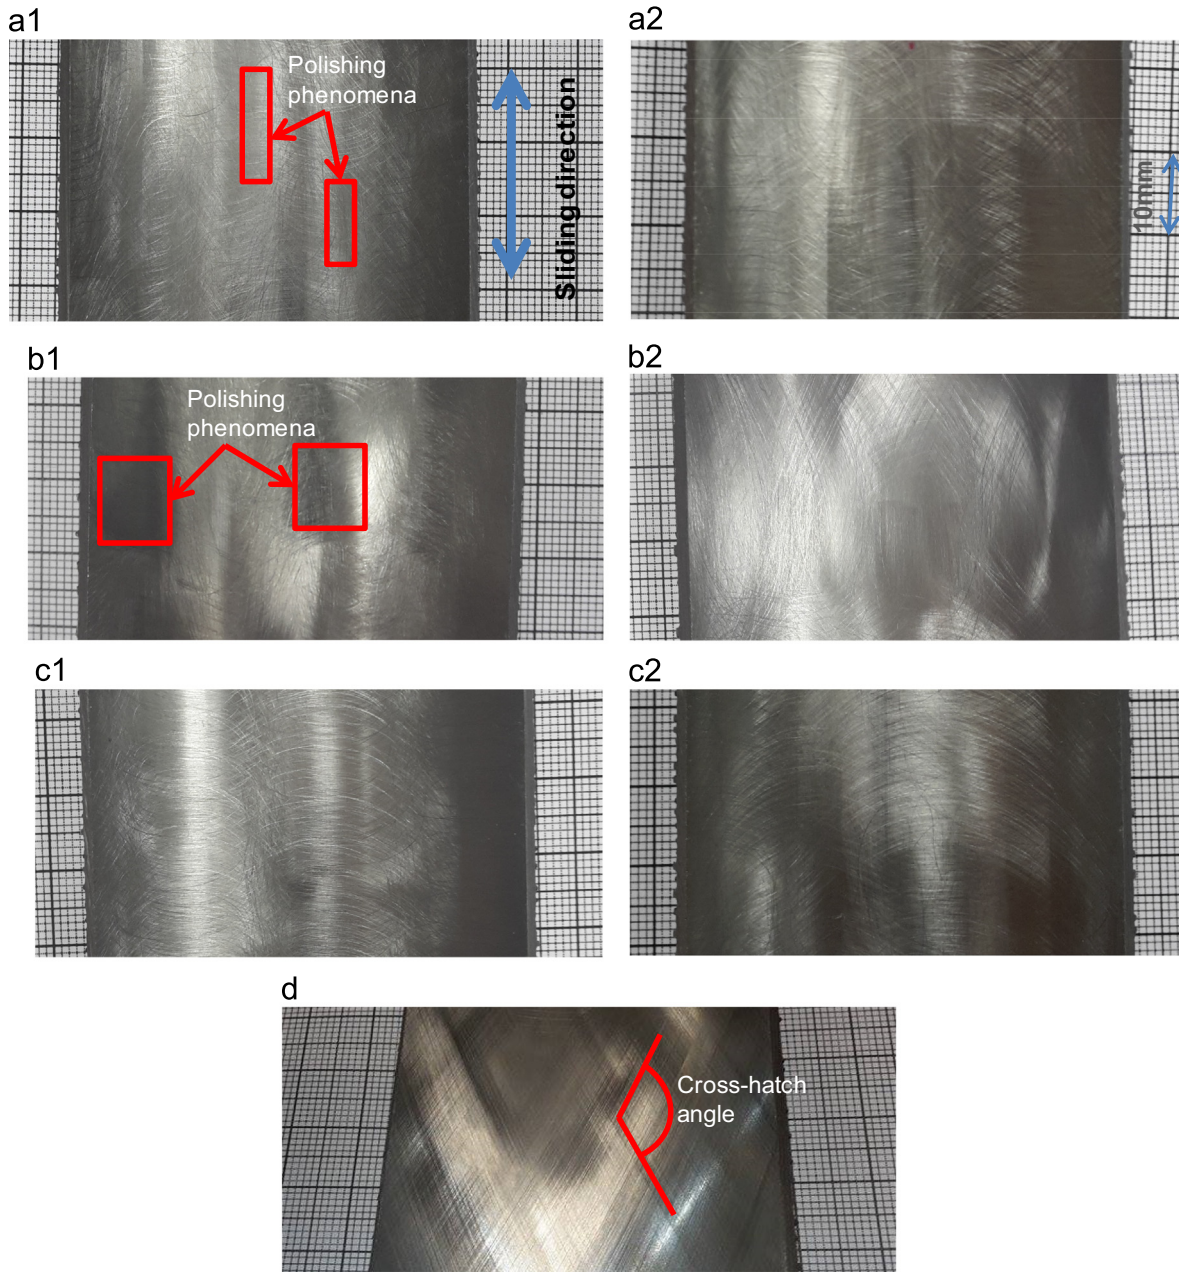 a1
a2
Polishing
phenomena
Sliding direction
10mm
b1
b2
Polishing
phenomena
c1
c2
d
Cross-hatch
angle